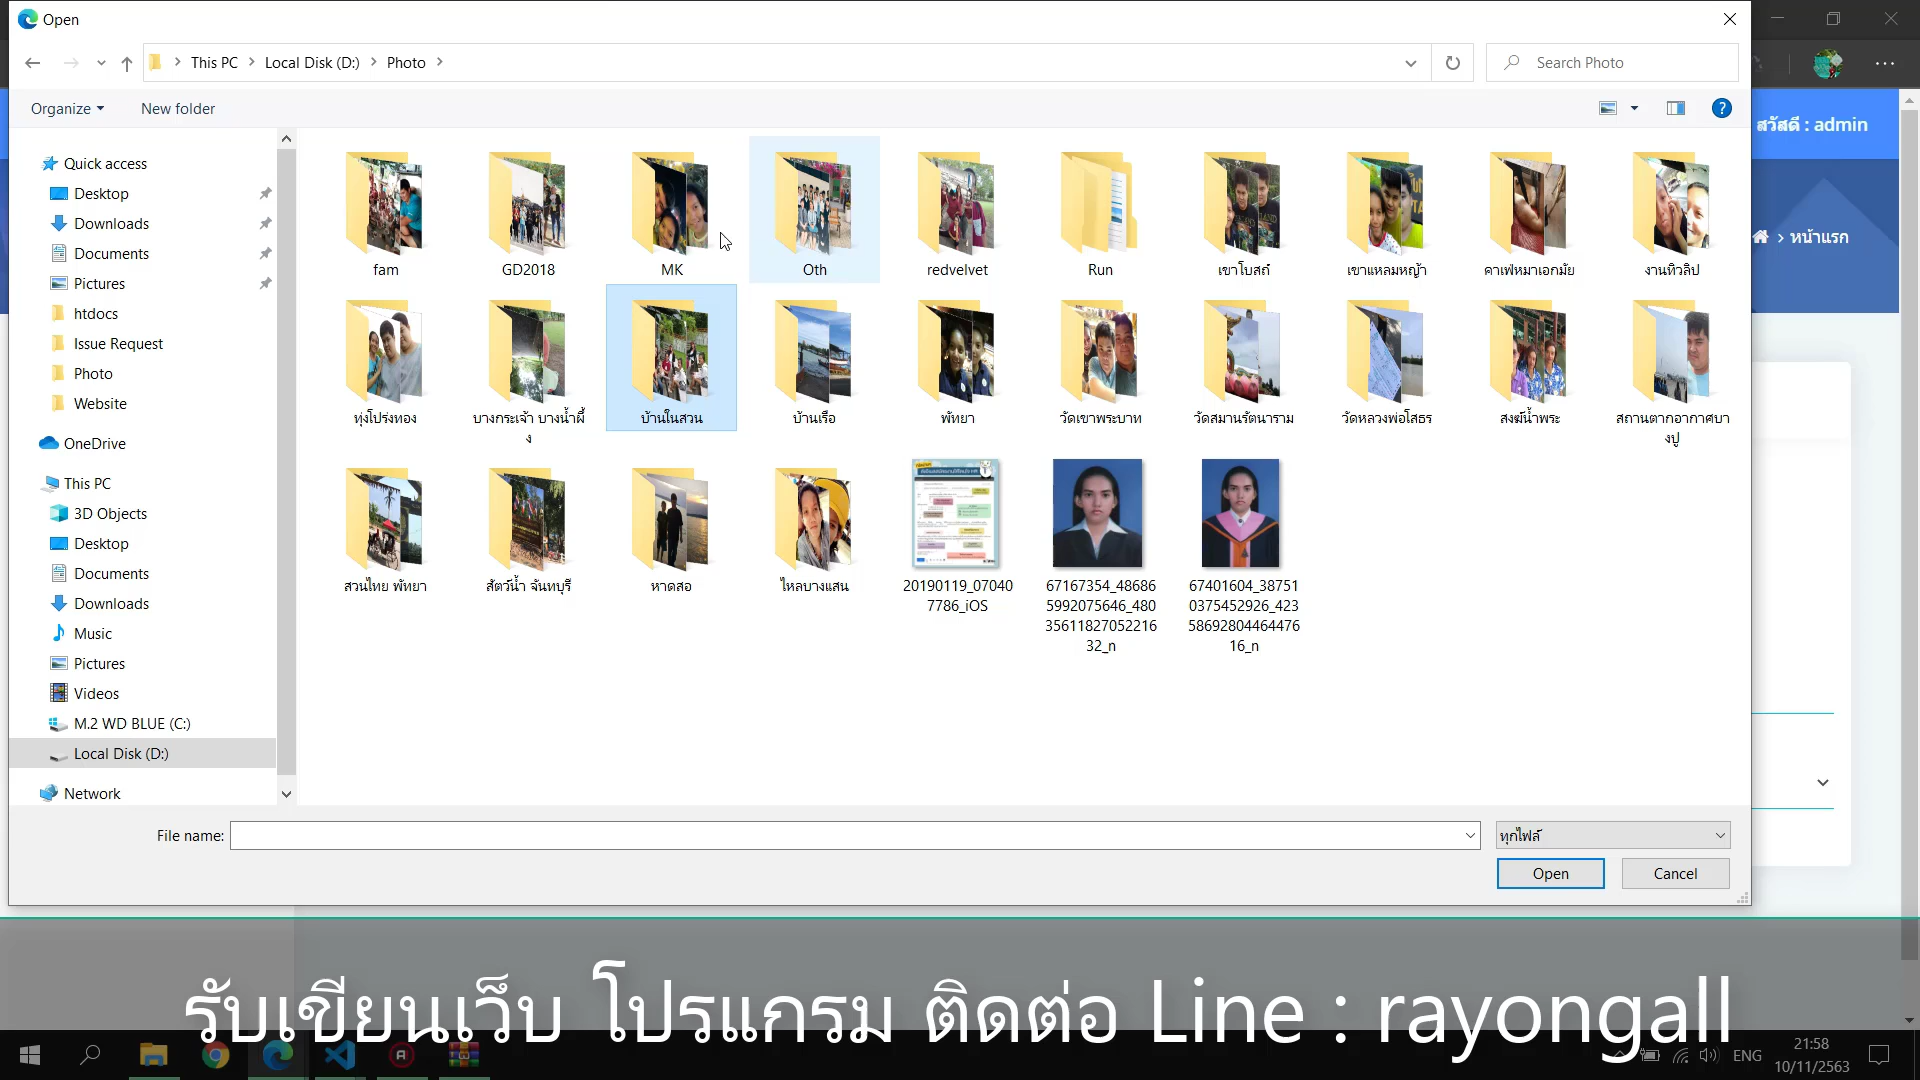 Open
This PC > Local Disk (D:) > Photo >
Search Photo
Organize
New folder
สวัสดี : admin
> หน้าแรก
Quick access
Desktop
Downloads
Documents
Pictures
htdocs
Issue Request
Photo
Website
OneDrive
This PC
3D Objects
Desktop
Documents
Downloads
Music
Pictures
Videos
M.2 WD BLUE (C:)
Local Disk (D:)
Network
fam
GD2018
MK
Oth
redvelvet
Run
เขาโบสถ์
เขาแหลมหญ้า
คาเฟ่หมาเอกมัย
งานทิวลิป
ทุ่งโปร่งทอง
บางกระเจ้า บางน้ำผึ้
ง
บ้านในสวน
บ้านเรือ
พัทยา
วัดเขาพระบาท
วัดสมานรัตนาราม
วัดหลวงพ่อโสธร
สงฆ์น้ำพระ
สถานตากอากาศบา
งปู
สวนไทย พัทยา
สัตว์น้ำ จันทบุรี
หาดสอ
ไหลบางแสน
20190119_07040
7786_iOS
67167354_48686
5992075646_480
35611827052216
32_n
67401604_38751
0375452926_423
58692804464476
16_n
File name:
ทุกไฟล์
Open
Cancel
รับเขียนเว็บ โปรแกรม ติดต่อ Line : rayongall
ENG
21:58
10/11/2563